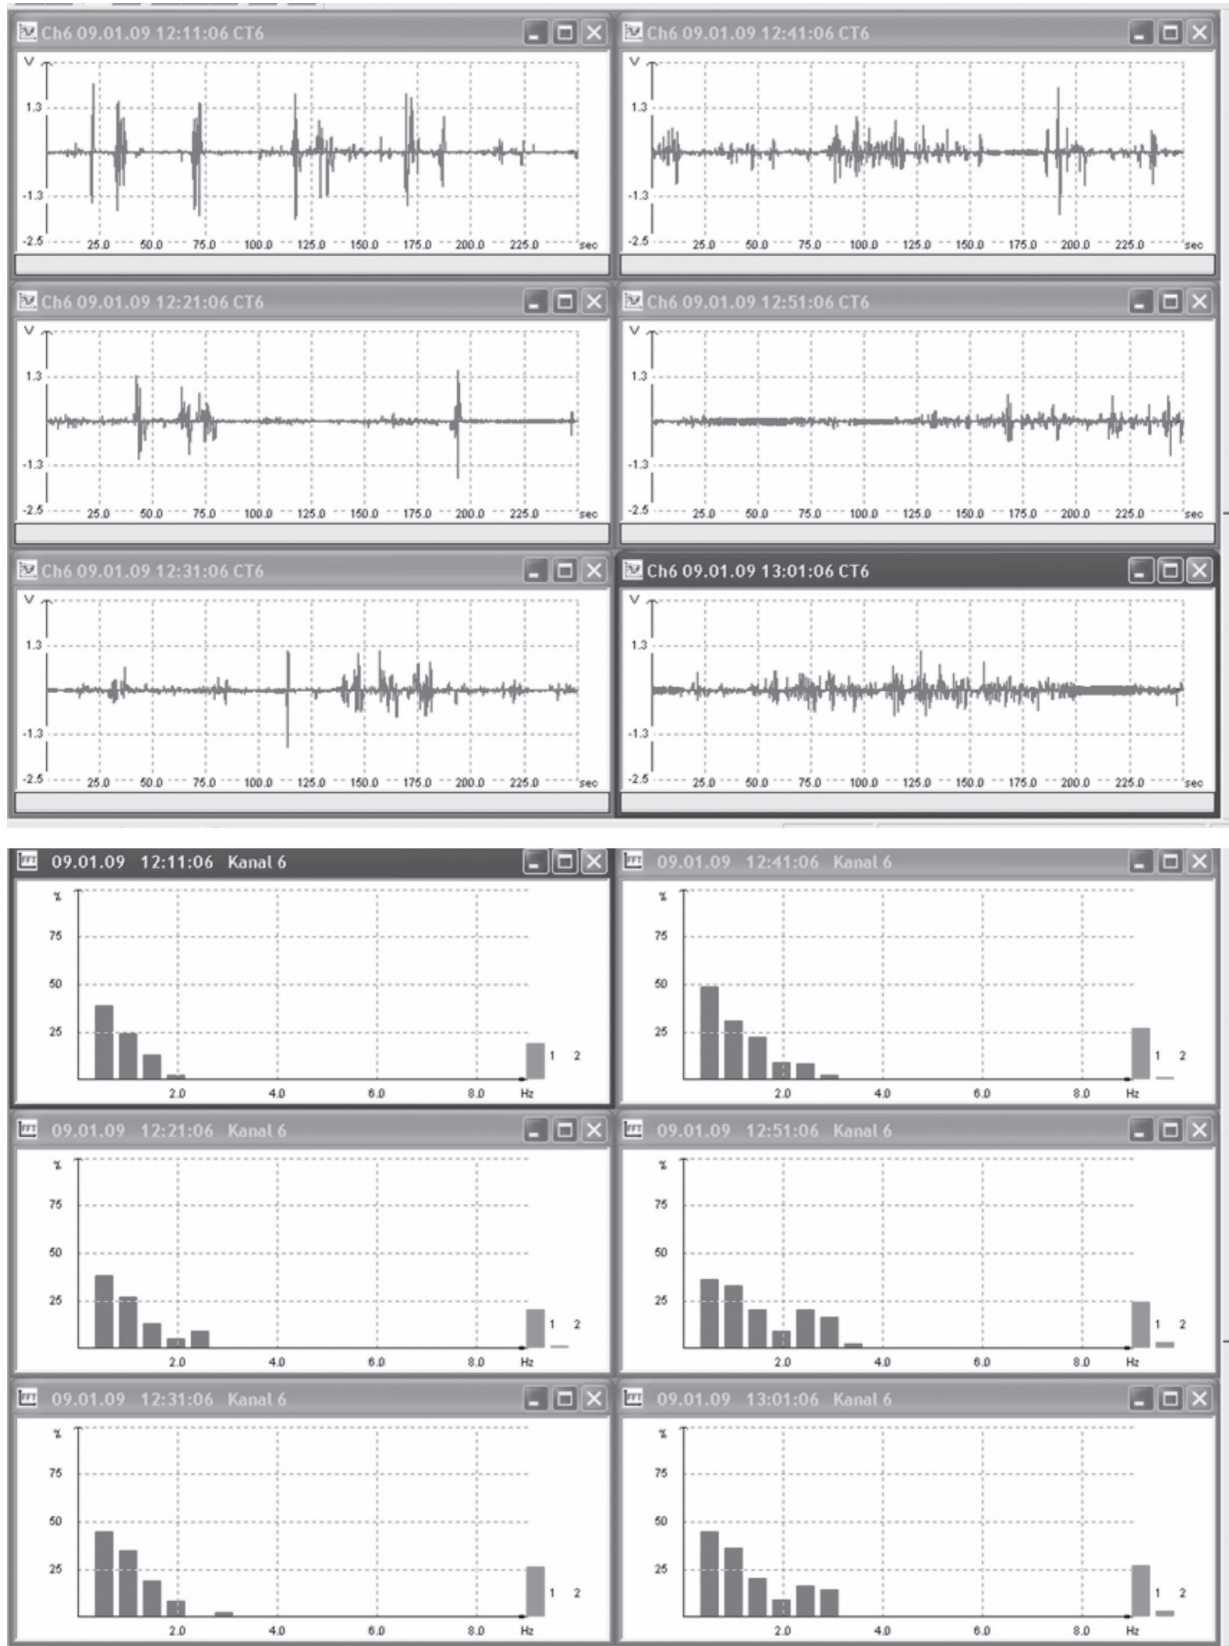 Ch6 09.01.09 12:11:06 CT6
V
1.3
-1.3
-2.5
25.0 50.0 75.0 100.0 125.0 150.0 175.0 200.0 225.0 sec
Ch6 09.01.09 12:41:06 CT6
V
1.3
-1.3
-2.5
25.0 50.0 75.0 100.0 125.0 150.0 175.0 200.0 225.0 sec
Ch6 09.01.09 12:21:06 CT6
V
1.3
-1.3
-2.5
25.0 50.0 75.0 100.0 125.0 150.0 175.0 200.0 225.0 sec
Ch6 09.01.09 12:51:06 CT6
V
1.3
-1.3
-2.5
25.0 50.0 75.0 100.0 125.0 150.0 175.0 200.0 225.0 sec
Ch6 09.01.09 12:31:06 CT6
V
1.3
-1.3
-2.5
25.0 50.0 75.0 100.0 125.0 150.0 175.0 200.0 225.0 sec
Ch6 09.01.09 13:01:06 CT6
V
1.3
-1.3
-2.5
25.0 50.0 75.0 100.0 125.0 150.0 175.0 200.0 225.0 sec
FFT 09.01.09 12:11:06 Kanal 6
%
75
50
25
1 2
2.0 4.0 6.0 8.0 Hz
FFT 09.01.09 12:41:06 Kanal 6
%
75
50
25
1 2
2.0 4.0 6.0 8.0 Hz
FFT 09.01.09 12:21:06 Kanal 6
%
75
50
25
1 2
2.0 4.0 6.0 8.0 Hz
FFT 09.01.09 12:51:06 Kanal 6
%
75
50
25
1 2
2.0 4.0 6.0 8.0 Hz
FFT 09.01.09 12:31:06 Kanal 6
%
75
50
25
1 2
2.0 4.0 6.0 8.0 Hz
FFT 09.01.09 13:01:06 Kanal 6
%
75
50
25
1 2
2.0 4.0 6.0 8.0 Hz